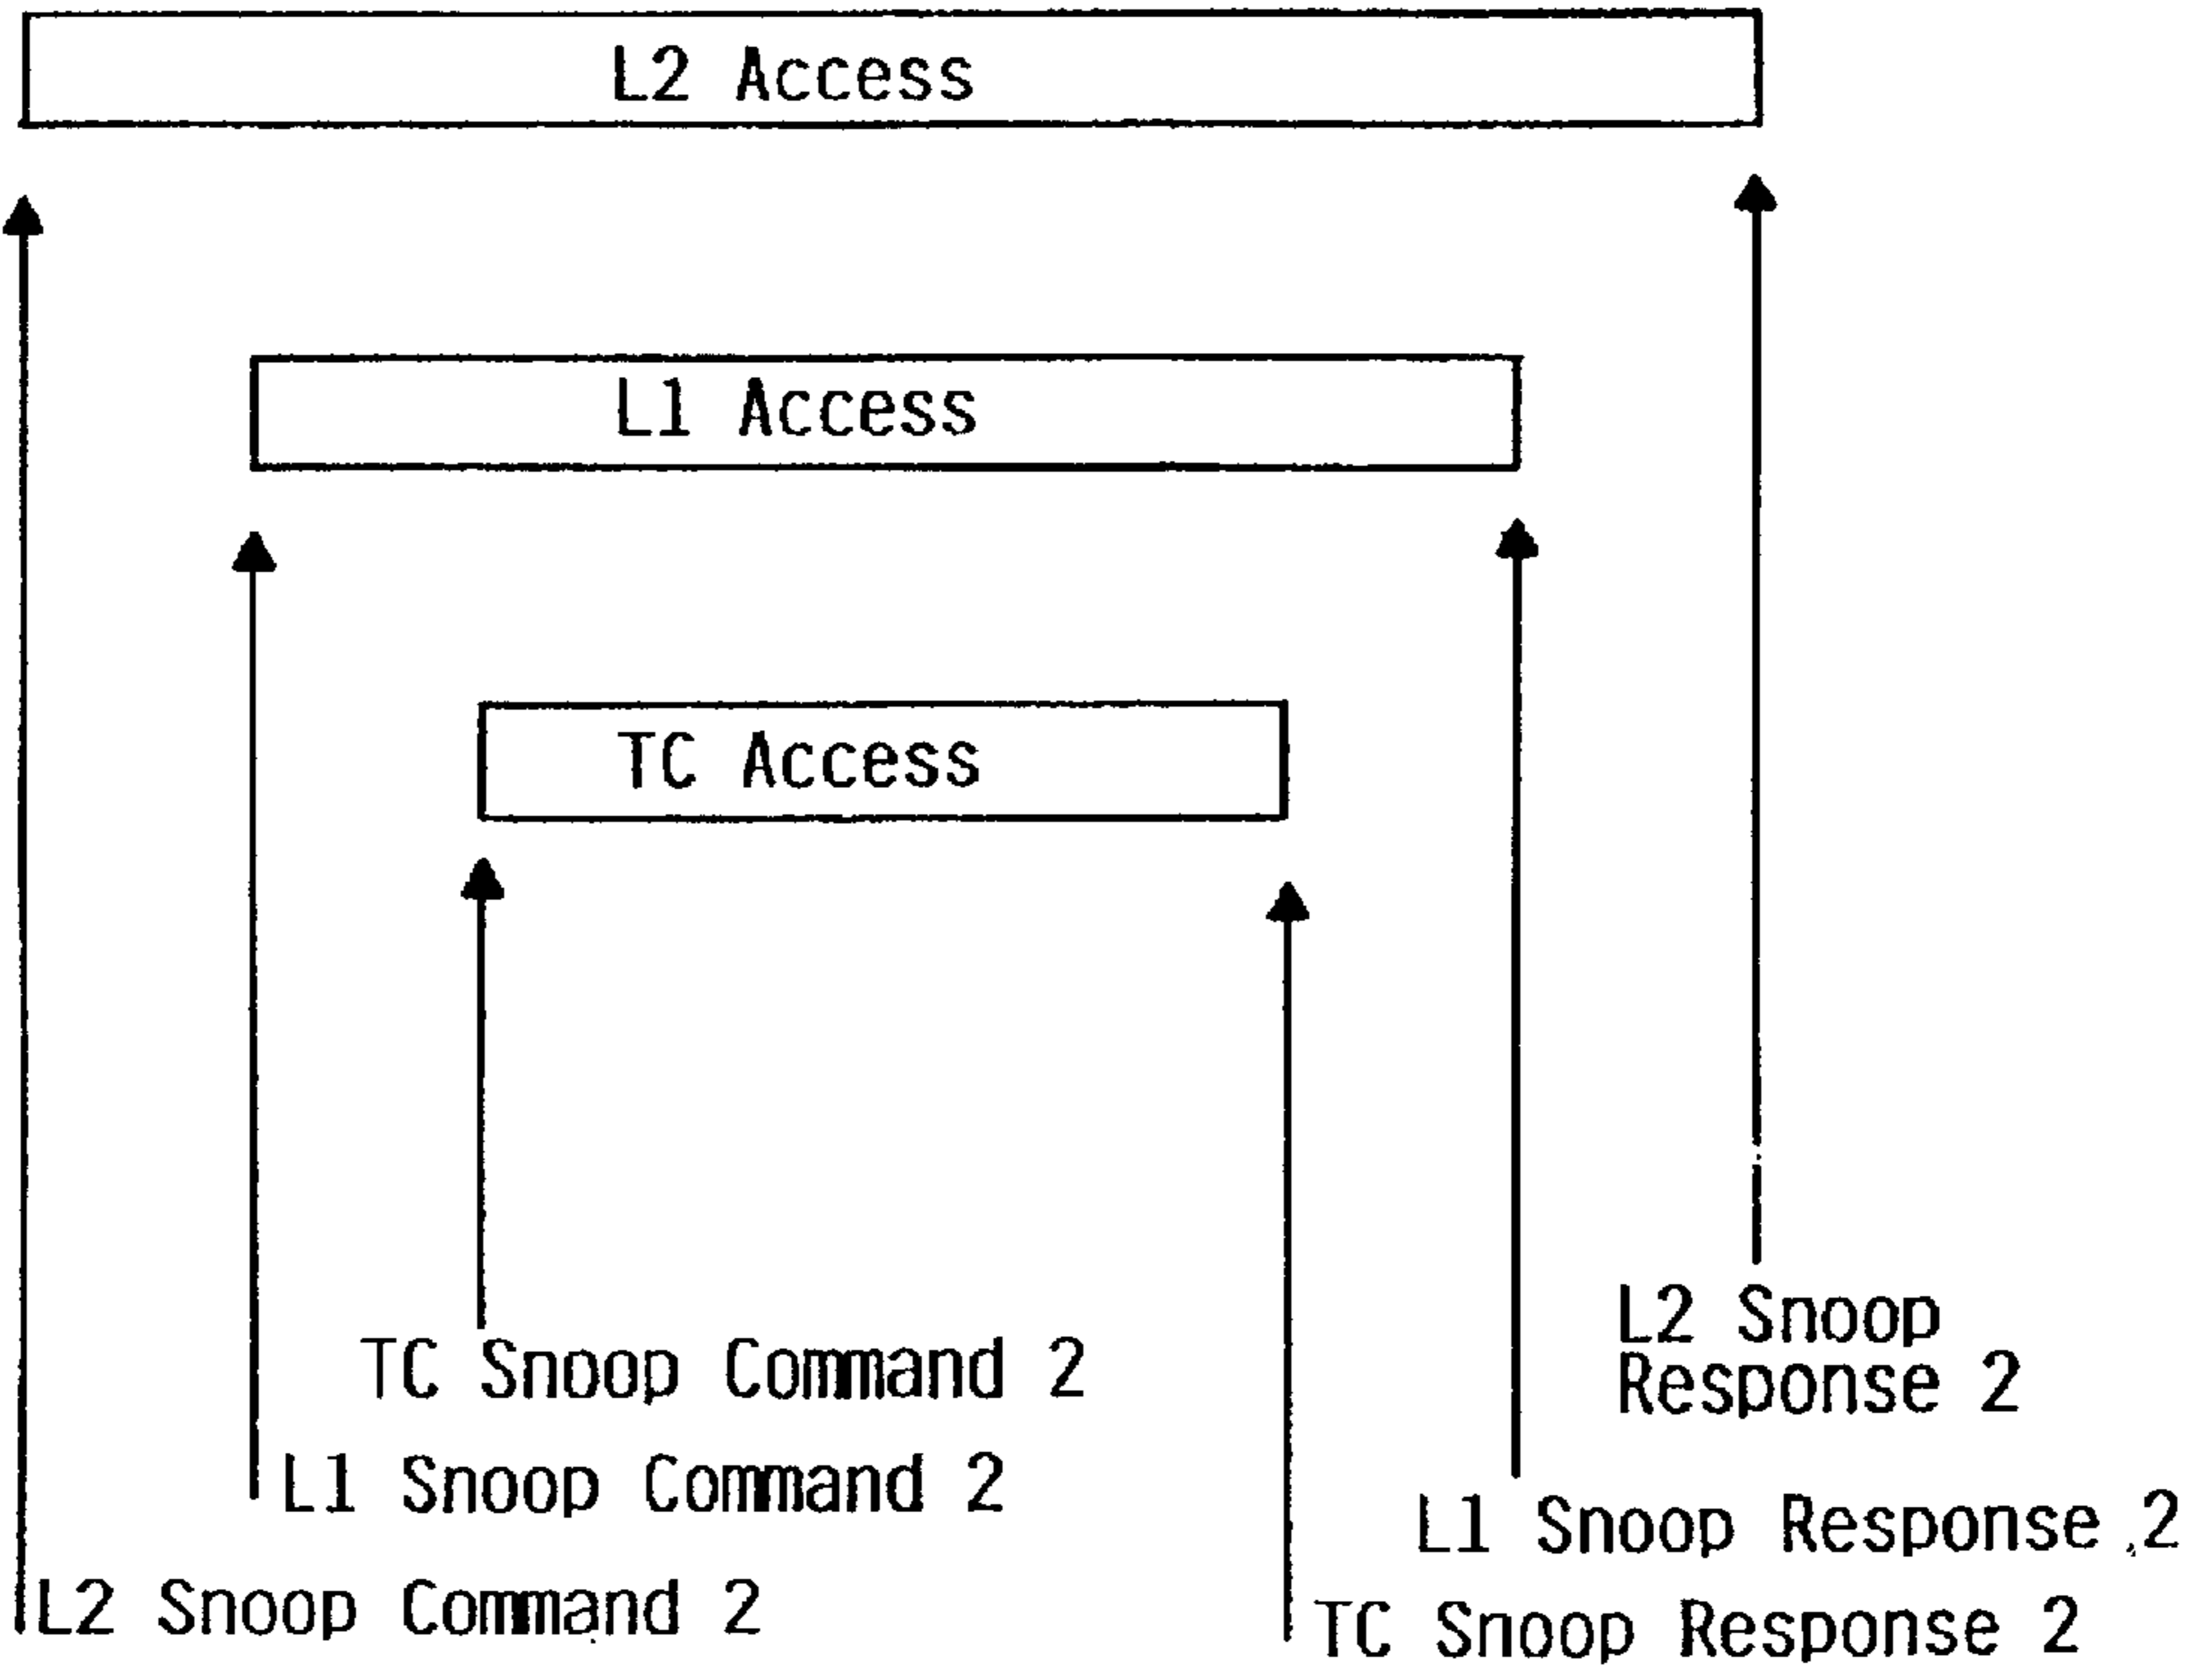 L2 Access
L1 Access
TC Access
TC Snoop Command 2
L1 Snoop Command 2
L2 Snoop Command 2
L2 Snoop
Response 2
L1 Snoop Response 2
TC Snoop Response 2